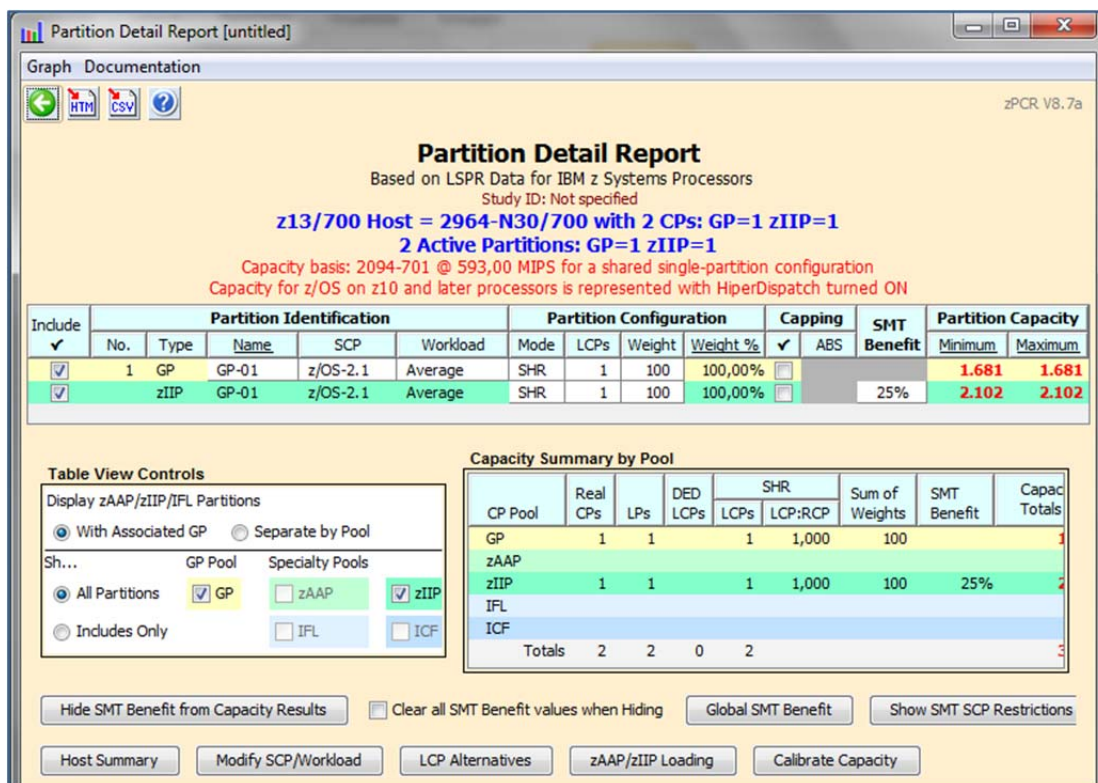 Partition Detail Report [untitled]
Graph Documentation
HTM CSV ? zPCR V8.7a
Partition Detail Report
Based on LSPR Data for IBM z Systems Processors
Study ID: Not specified
z13/700 Host = 2964-N30/700 with 2 CPs: GP=1 zIIP=1
2 Active Partitions: GP=1 zIIP=1
Capacity basis: 2094-701 @ 593,00 MIPS for a shared single-partition configuration
Capacity for z/OS on z10 and later processors is represented with HiperDispatch turned ON
Include Partition Identification Partition Configuration Capping SMT Benefit Partition Capacity
✔ No. Type Name SCP Workload Mode LCPs Weight Weight % ✔ ABS Minimum Maximum
1 GP GP-01 z/OS-2.1 Average SHR 1 100 100,00% 1.681 1.681
zIIP GP-01 z/OS-2.1 Average SHR 1 100 100,00% 25% 2.102 2.102
Table View Controls
Display zAAP/zIIP/IFL Partitions
With Associated GP Separate by Pool
Sh... GP Pool Specialty Pools
All Partitions GP zAAP zIIP
Includes Only IFL ICF
Capacity Summary by Pool
CP Pool Real CPs LPs DED LCPs SHR LCPs LCP:RCP Sum of Weights SMT Benefit Capac Totals
GP 1 1 1 1,000 100 1
zAAP
zIIP 1 1 1 1,000 100 25% 2
IFL
ICF
Totals 2 2 0 2 3
Hide SMT Benefit from Capacity Results Clear all SMT Benefit values when Hiding Global SMT Benefit Show SMT SCP Restrictions
Host Summary Modify SCP/Workload LCP Alternatives zAAP/zIIP Loading Calibrate Capacity